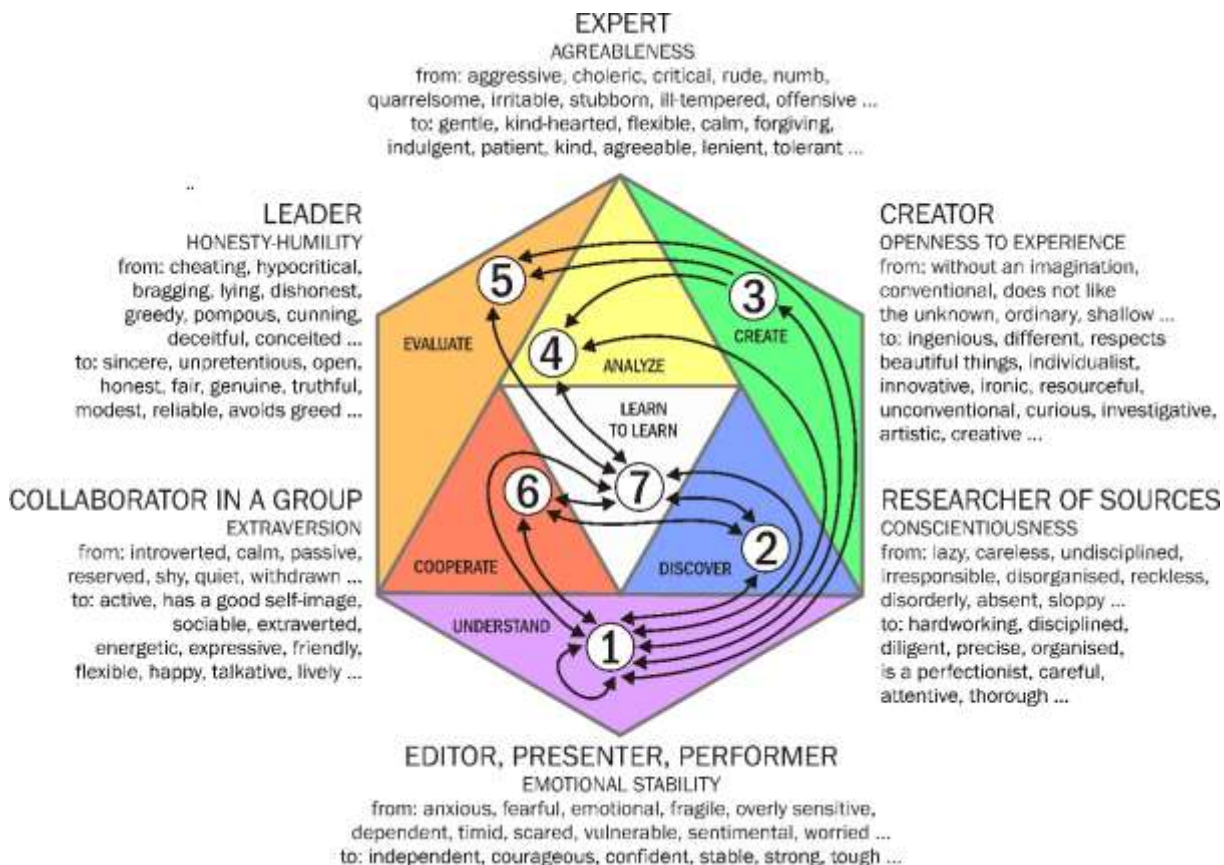 EXPERT
AGREABLENESS
from: aggressive, choleric, critical, rude, numb,
quarrelsome, irritable, stubborn, ill-tempered, offensive ...
to: gentle, kind-hearted, flexible, calm, forgiving,
indulgent, patient, kind, agreeable, lenient, tolerant ...
..
LEADER
HONESTY-HUMILITY
from: cheating, hypocritical,
bragging, lying, dishonest,
greedy, pompous, cunning,
deceitful, conceited ...
to: sincere, unpretentious, open,
honest, fair, genuine, truthful,
modest, reliable, avoids greed ...
CREATOR
OPENNESS TO EXPERIENCE
from: without an imagination,
conventional, does not like
the unknown, ordinary, shallow ...
to: ingenious, different, respects
beautiful things, individualist,
innovative, ironic, resourceful,
unconventional, curious, investigative,
artistic, creative ...
5
EVALUATE
4
ANALYZE
3
CREATE
LEARN
TO LEARN
7
6
COOPERATE
2
DISCOVER
UNDERSTAND
1
COLLABORATOR IN A GROUP
EXTRAVERSION
from: introverted, calm, passive,
reserved, shy, quiet, withdrawn ...
to: active, has a good self-image,
sociable, extraverted,
energetic, expressive, friendly,
flexible, happy, talkative, lively ...
RESEARCHER OF SOURCES
CONSCIENTIOUSNESS
from: lazy, careless, undisciplined,
irresponsible, disorganised, reckless,
disorderly, absent, sloppy ...
to: hardworking, disciplined,
diligent, precise, organised,
is a perfectionist, careful,
attentive, thorough ...
EDITOR, PRESENTER, PERFORMER
EMOTIONAL STABILITY
from: anxious, fearful, emotional, fragile, overly sensitive,
dependent, timid, scared, vulnerable, sentimental, worried ...
to: independent, courageous, confident, stable, strong, tough ...